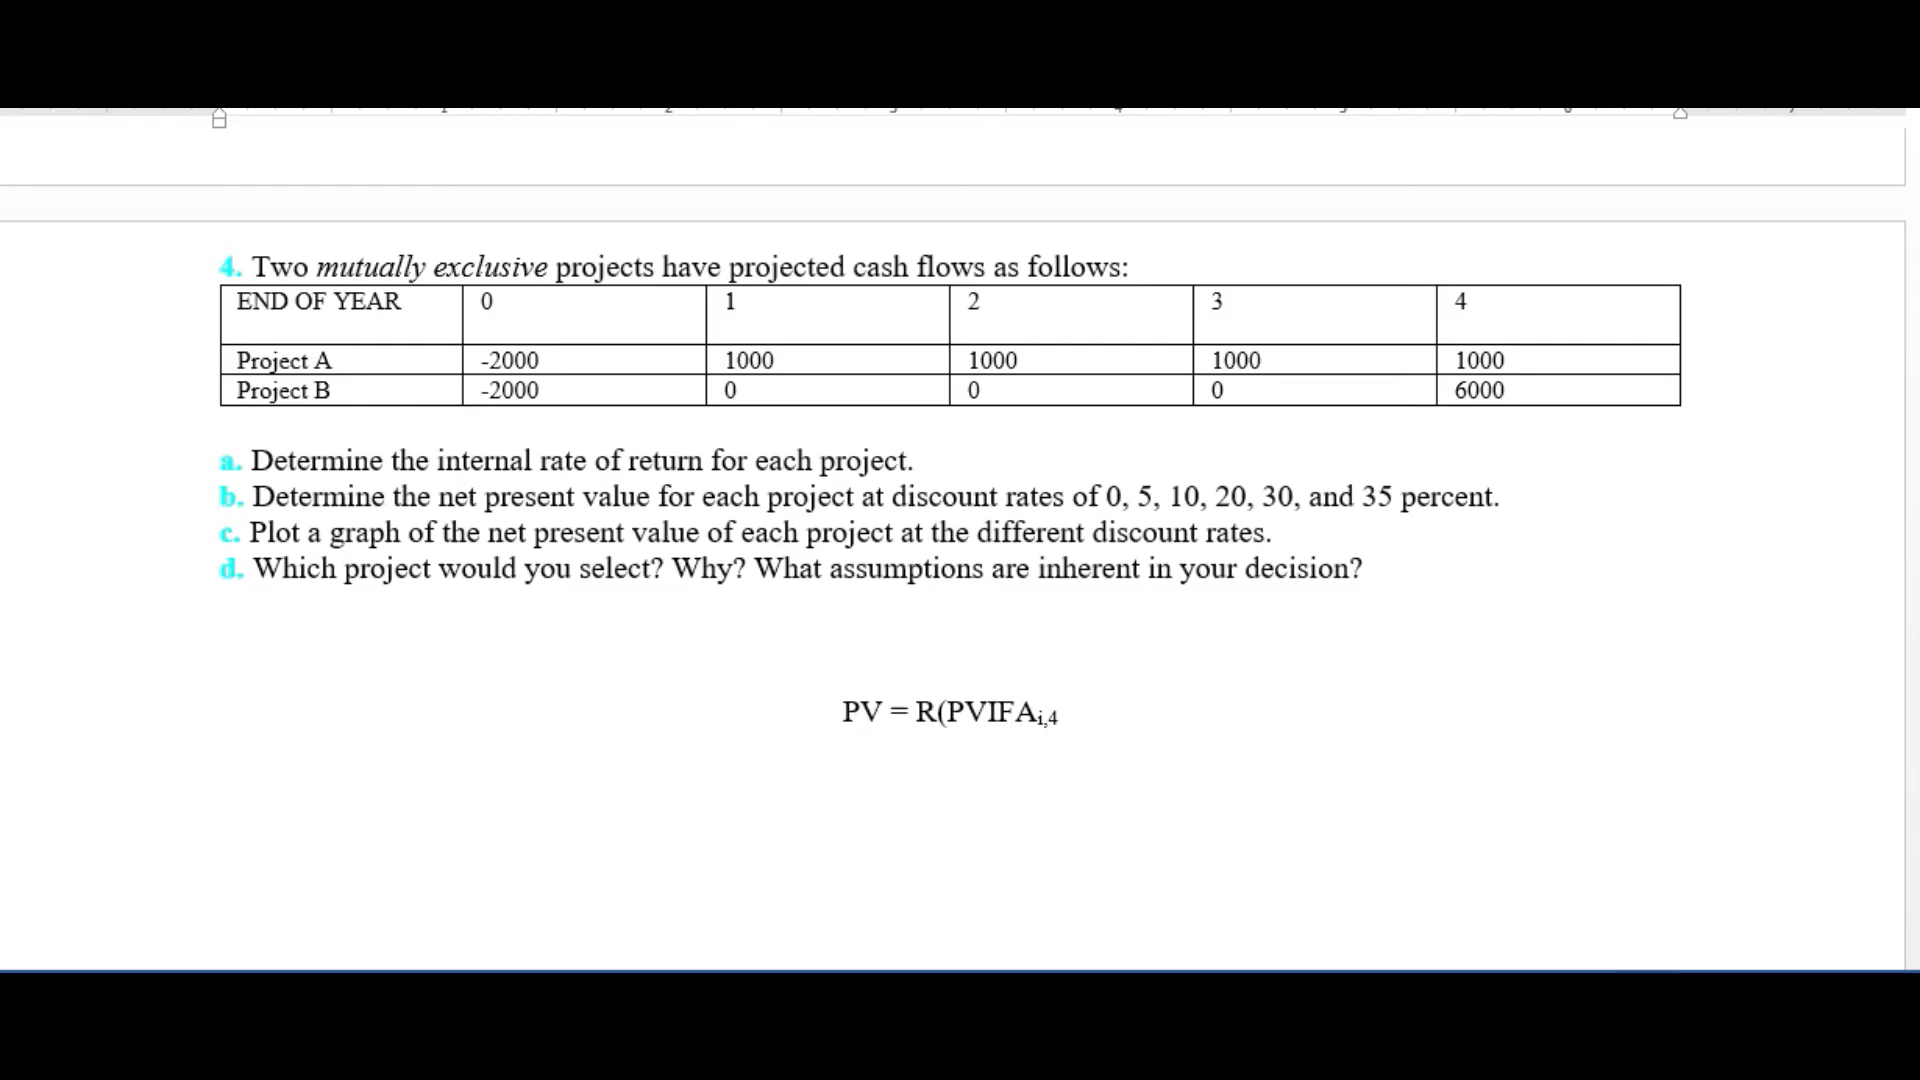 4. Two mutually exclusive projects have projected cash flows as follows:
END OF YEAR 0 1 2 3 4
Project A -2000 1000 1000 1000 1000
Project B -2000 0 0 0 6000
a. Determine the internal rate of return for each project.
b. Determine the net present value for each project at discount rates of 0, 5, 10, 20, 30, and 35 percent.
c. Plot a graph of the net present value of each project at the different discount rates.
d. Which project would you select? Why? What assumptions are inherent in your decision?
PV = R(PVIFAi,4